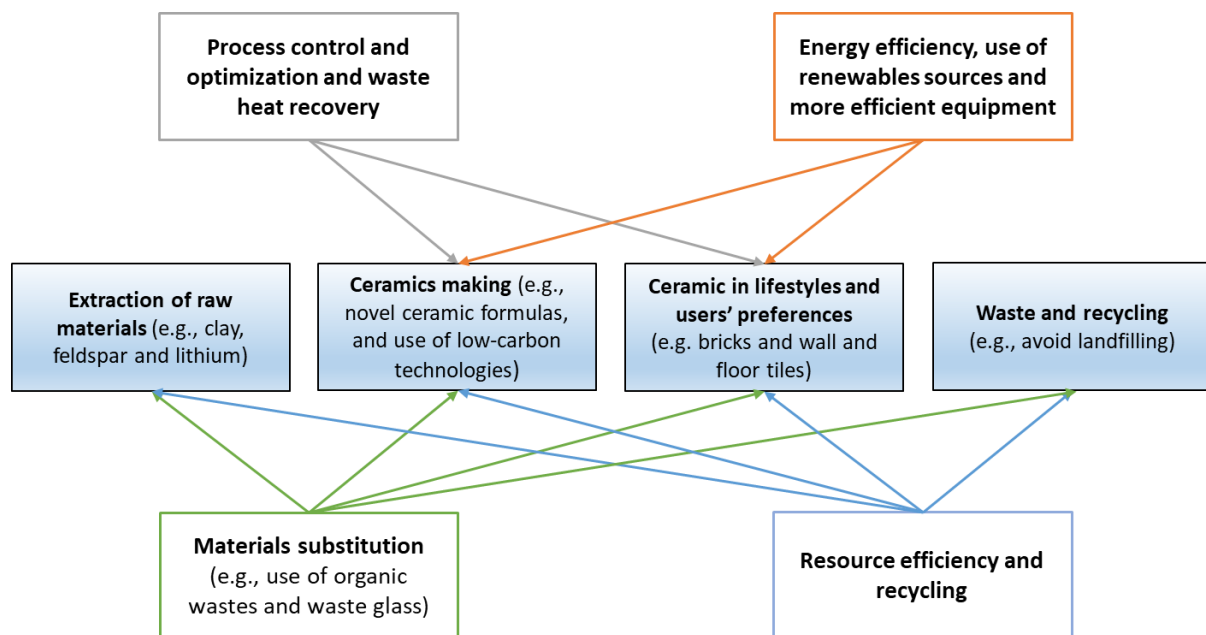 Process control and
optimization and waste
heat recovery
Energy efficiency, use of
renewables sources and
more efficient equipment
Extraction of raw
materials (e.g., clay,
feldspar and lithium)
Ceramics making (e.g.,
novel ceramic formulas,
and use of low-carbon
technologies)
Ceramic in lifestyles and
users’ preferences
(e.g. bricks and wall and
floor tiles)
Waste and recycling
(e.g., avoid landfilling)
Materials substitution
(e.g., use of organic
wastes and waste glass)
Resource efficiency and
recycling